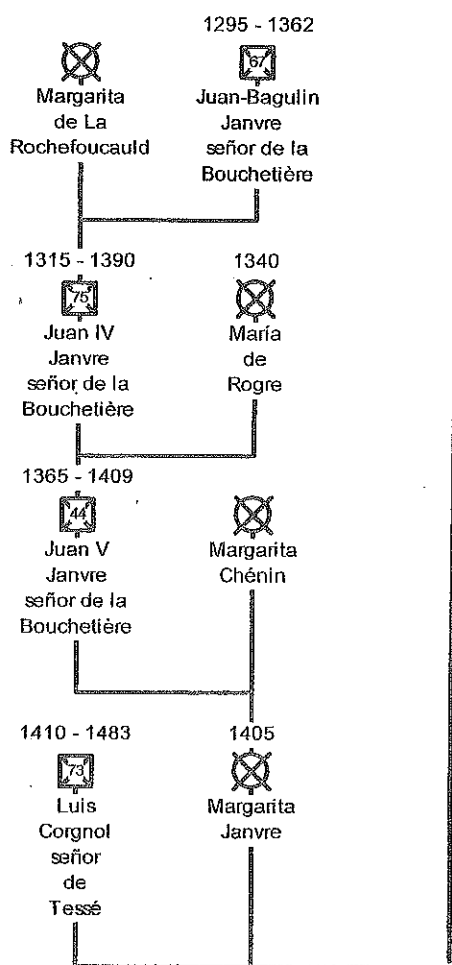 1295 - 1362
67
Margarita
de La
Rochefoucauld
Juan-Bagulin
Janvre
señor de la
Bouchetière
1315 - 1390
75
Juan IV
Janvre
señor de la
Bouchetière
1340
María
de
Rogre
1365 - 1409
44
Juan V
Janvre
señor de la
Bouchetière
Margarita
Chénin
1410 - 1483
73
Luis
Corgnol
señor
de
Tessé
1405
Margarita
Janvre